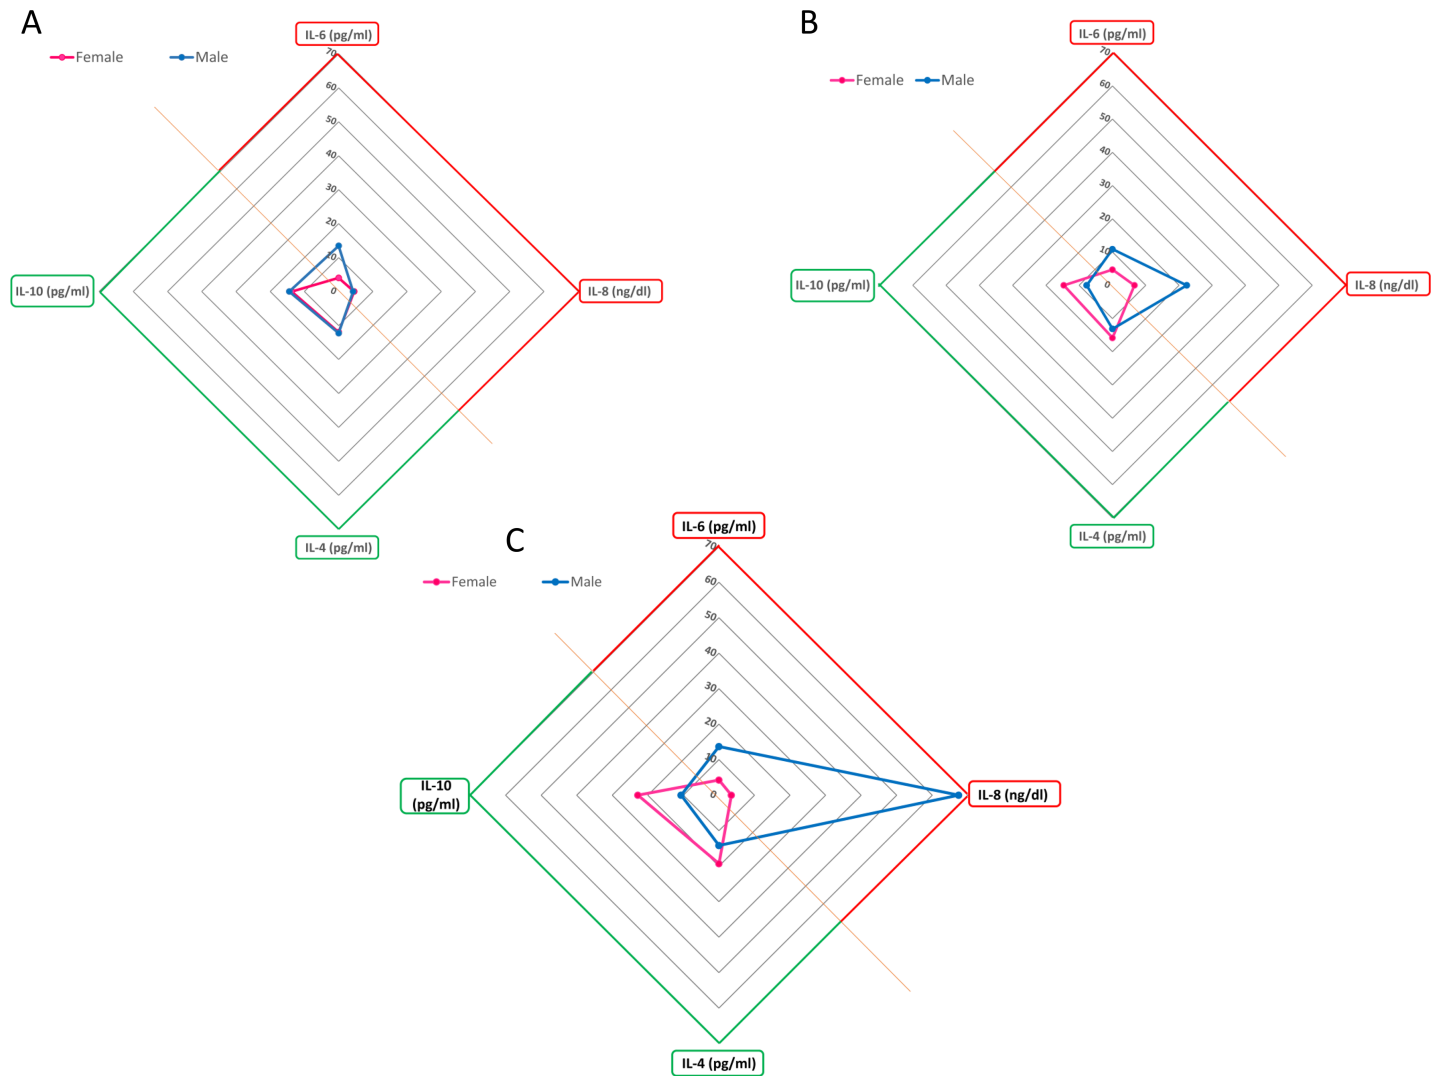 A
IL-6 (pg/ml)
Female
Male
70
60
50
40
30
20
10
0
IL-10 (pg/ml)
IL-8 (ng/dl)
IL-4 (pg/ml)
B
IL-6 (pg/ml)
Female
Male
70
60
50
40
30
20
10
0
IL-10 (pg/ml)
IL-8 (ng/dl)
IL-4 (pg/ml)
C
IL-6 (pg/ml)
Female
Male
70
60
50
40
30
20
10
0
IL-10
(pg/ml)
IL-8 (ng/dl)
IL-4 (pg/ml)